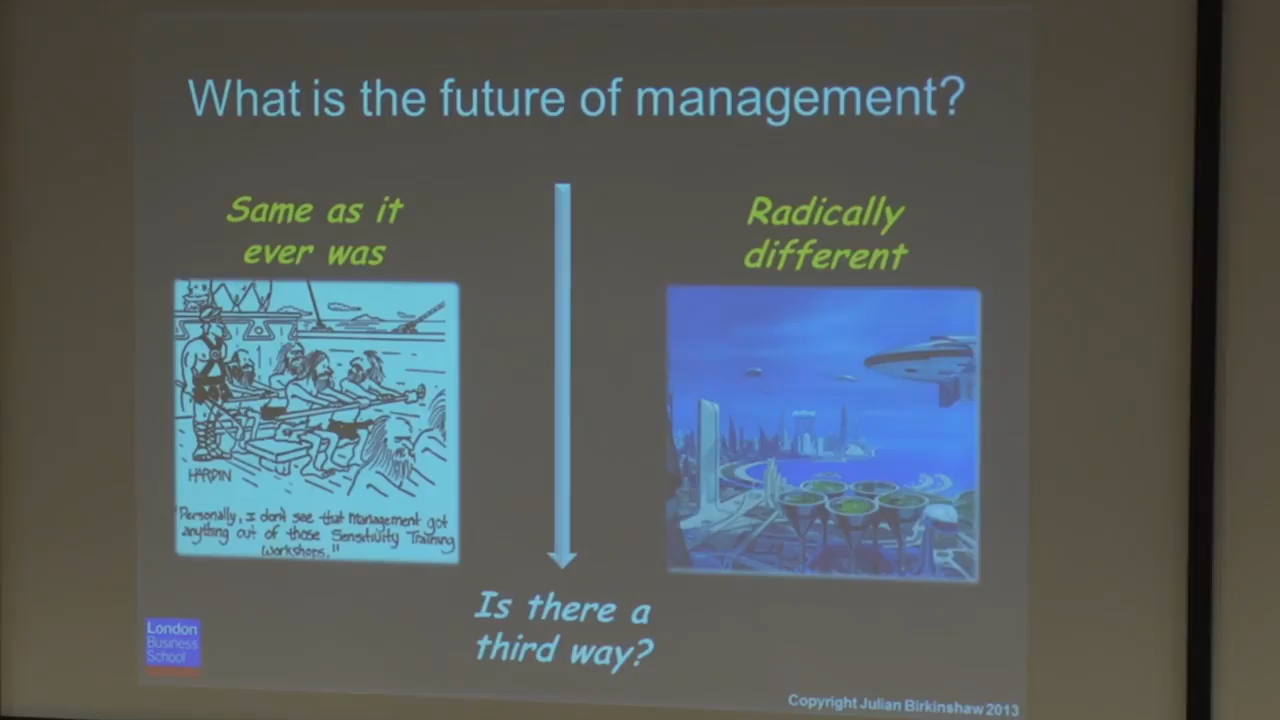 What is the future of management?
Same as it
ever was
Radically
different
HARDIN
"Personally, I don't see that management got
anything out of those Sensitivity Training
Workshops."
Is there a
third way?
London
Business
School
Copyright Julian Birkinshaw 2013